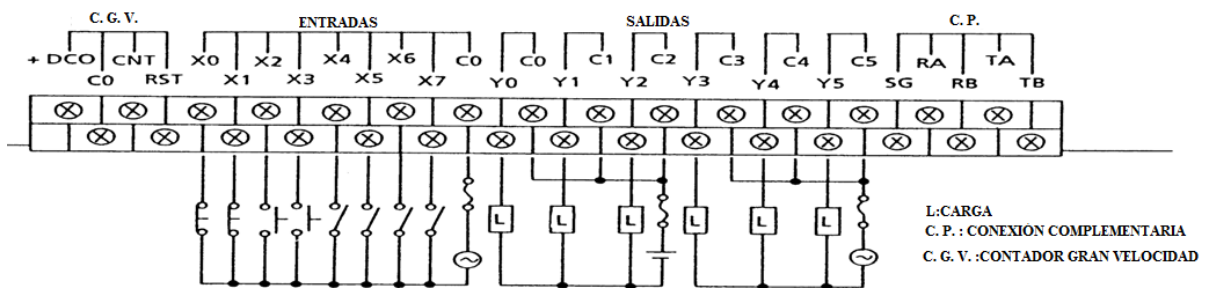 C. G. V. ENTRADAS SALIDAS C. P.
+ DCO CNT X0 X2 X4 X6 C0 C0 C1 C2 C3 C4 C5 RA TA
C0 RST X1 X3 X5 X7 Y0 Y1 Y2 Y3 Y4 Y5 SG RB TB
L L L L L L
L:CARGA
C. P. : CONEXIÓN COMPLEMENTARIA
C. G. V. :CONTADOR GRAN VELOCIDAD